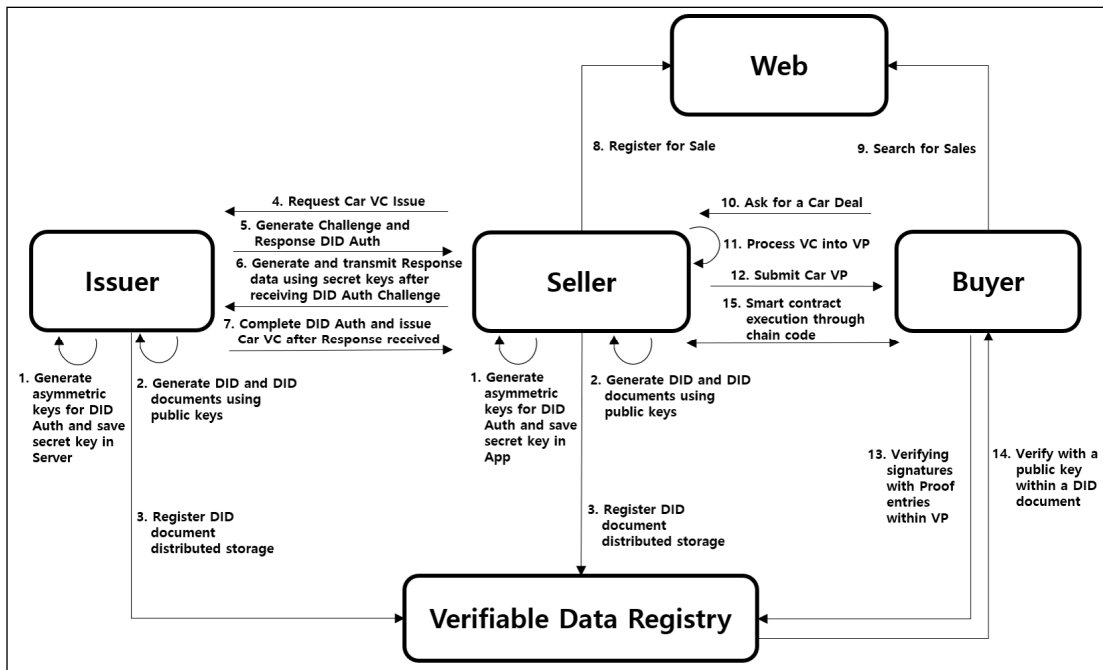 Web
8. Register for Sale
9. Search for Sales
4. Request Car VC Issue
5. Generate Challenge and
Response DID Auth
6. Generate and transmit Response
data using secret keys after
receiving DID Auth Challenge
7. Complete DID Auth and issue
Car VC after Response received
10. Ask for a Car Deal
11. Process VC into VP
12. Submit Car VP
15. Smart contract
execution through
chain code
Issuer
Seller
Buyer
1. Generate
asymmetric
keys for DID
Auth and save
secret key in
Server
2. Generate DID and DID
documents using
public keys
1. Generate
asymmetric
keys for DID
Auth and save
secret key in
App
2. Generate DID and DID
documents using
public keys
13. Verifying
signatures
with Proof
entries
within VP
14. Verify with a
public key
within a DID
document
3. Register DID
document
distributed storage
3. Register DID
document
distributed storage
Verifiable Data Registry